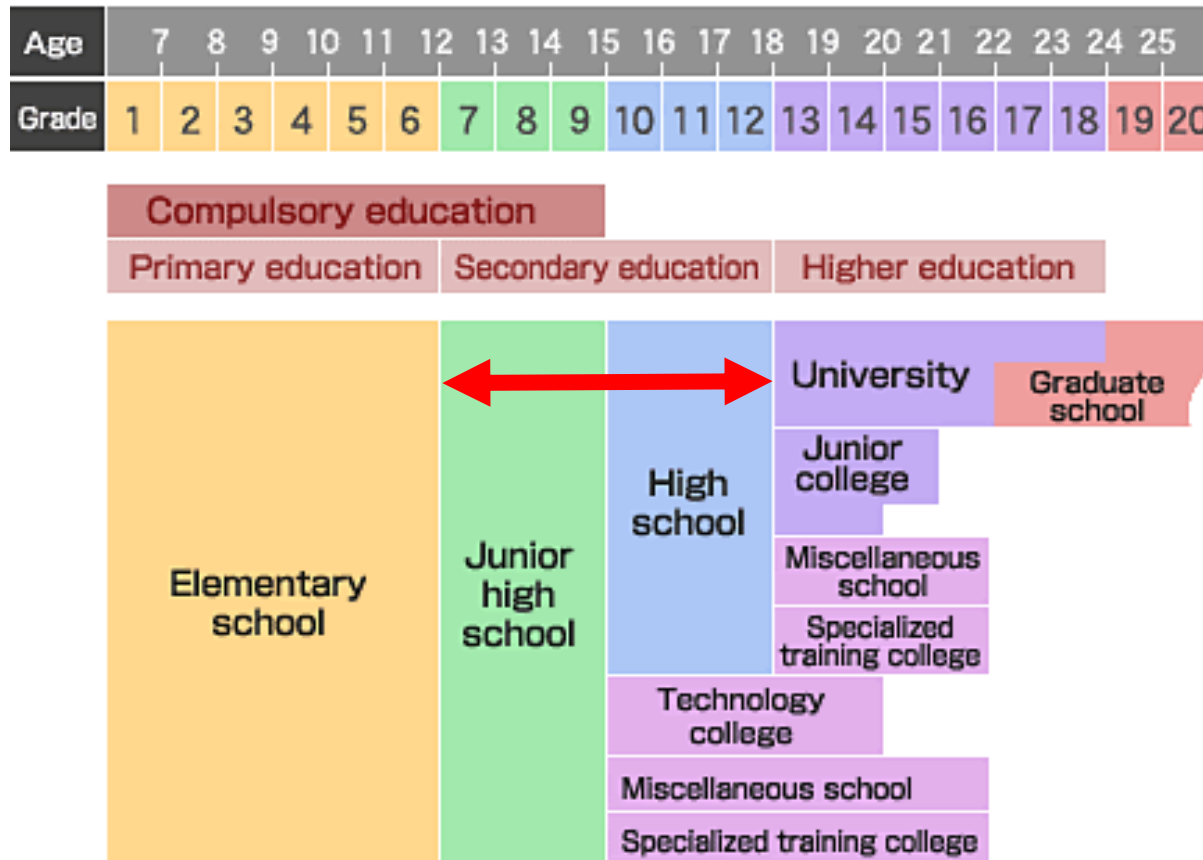 Age 7 8 9 10 11 12 13 14 15 16 17 18 19 20 21 22 23 24 25
Grade 1 2 3 4 5 6 7 8 9 10 11 12 13 14 15 16 17 18 19 20
Compulsory education
Primary education Secondary education Higher education
University
Graduate
school
Junior
college
High
school
Miscellaneous
school
Junior
high
school
Elementary
school
Specialized
training college
Technology
college
Miscellaneous school
Specialized training college